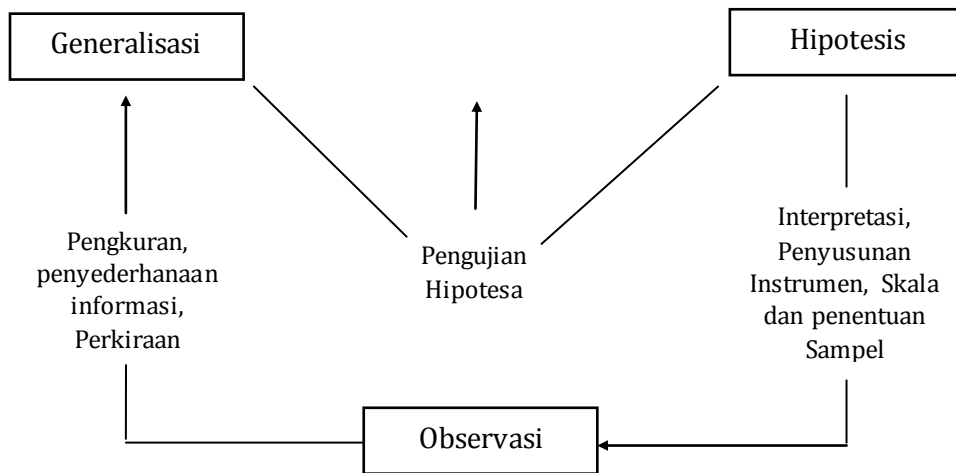 Generalisasi
Hipotesis
Pengkuran,
penyederhanaan
informasi,
Perkiraan
Pengujian
Hipotesa
Interpretasi,
Penyusunan
Instrumen, Skala
dan penentuan
Sampel
Observasi